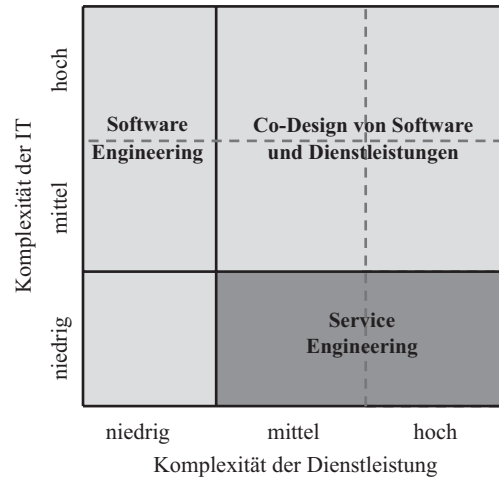 Komplexität der IT
hoch
mittel
niedrig
Software
Engineering
Co-Design von Software
und Dienstleistungen
Service
Engineering
niedrig
mittel
hoch
Komplexität der Dienstleistung